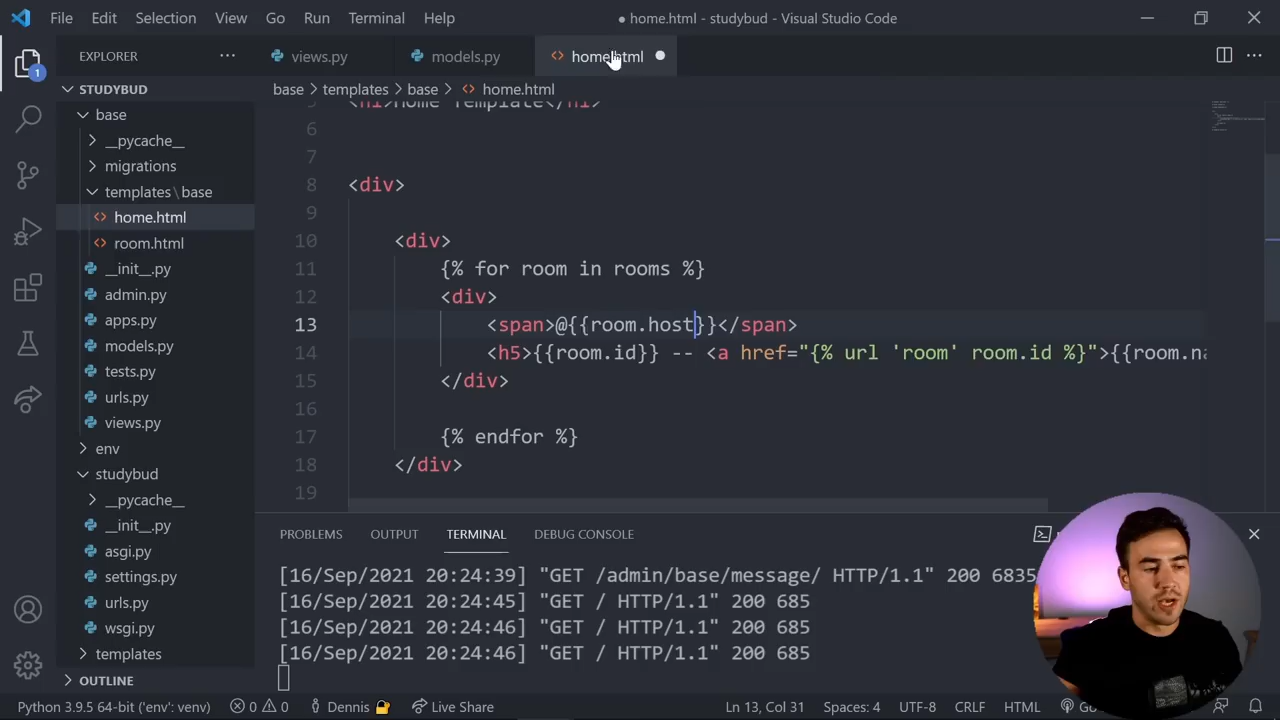 File Edit Selection View Go Run Terminal Help
● home.html - studybud - Visual Studio Code
EXPLORER ···
views.py models.py <> home.html ● ···
1
STUDYBUD
base > templates > base > <> home.html
base
__pycache__
migrations
templates\base
<> home.html
<> room.html
__init__.py
admin.py
apps.py
models.py
tests.py
urls.py
views.py
env
studybud
__pycache__
__init__.py
asgi.py
settings.py
urls.py
wsgi.py
templates
OUTLINE
5 <h1>Home Template</h1>
6
7
8 <div>
9
10 <div>
11 {% for room in rooms %}
12 <div>
13 <span>@{{room.host}}</span>
14 <h5>{{room.id}} -- <a href="{% url 'room' room.id %}">{{room.na
15 </div>
16
17 {% endfor %}
18 </div>
19
PROBLEMS OUTPUT TERMINAL DEBUG CONSOLE
[16/Sep/2021 20:24:39] "GET /admin/base/message/ HTTP/1.1" 200 6835
[16/Sep/2021 20:24:45] "GET / HTTP/1.1" 200 685
[16/Sep/2021 20:24:46] "GET / HTTP/1.1" 200 685
[16/Sep/2021 20:24:46] "GET / HTTP/1.1" 200 685
Python 3.9.5 64-bit ('env': venv) 0 0 Dennis Live Share Ln 13, Col 31 Spaces: 4 UTF-8 CRLF HTML